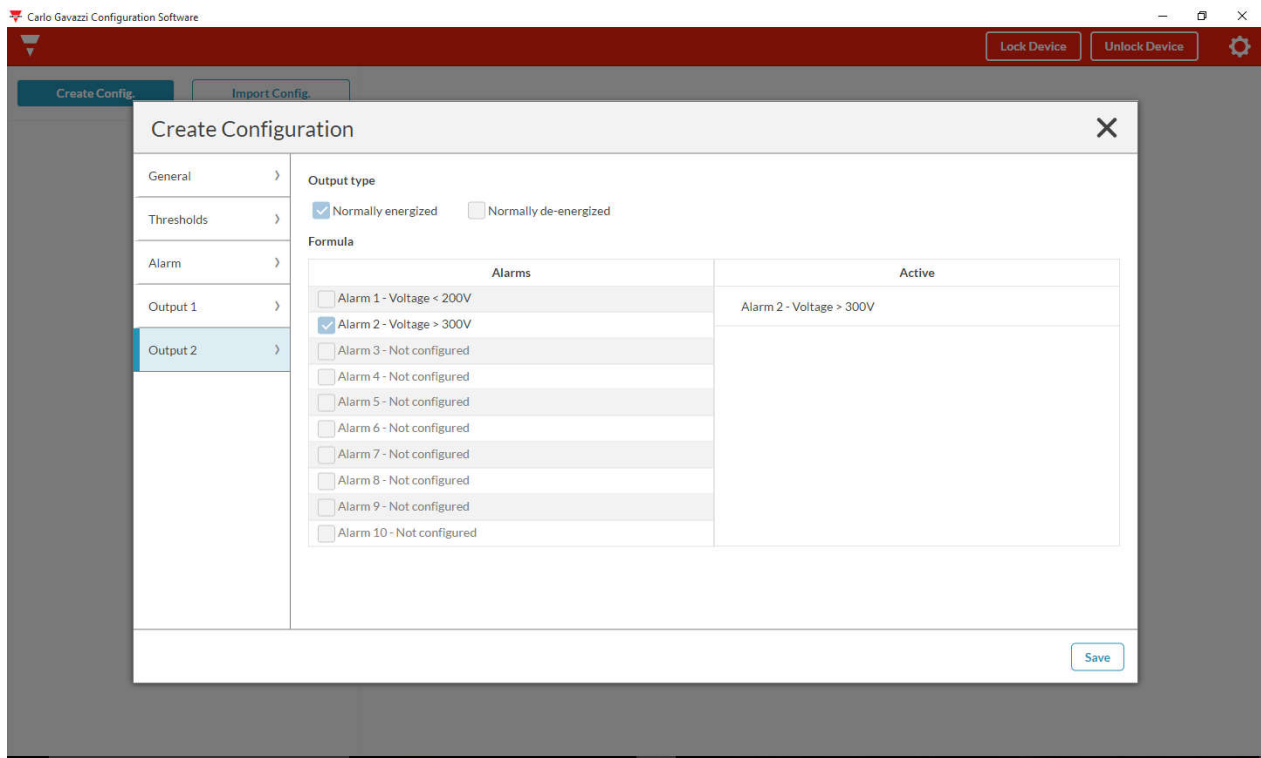 Carlo Gavazzi Configuration Software
Lock Device
Unlock Device
Create Config.
Import Config.
Create Configuration
General
Thresholds
Alarm
Output 1
Output 2
Output type
Normally energized
Normally de-energized
Formula
Alarms
Active
Alarm 1 - Voltage < 200V
Alarm 2 - Voltage > 300V
Alarm 3 - Not configured
Alarm 4 - Not configured
Alarm 5 - Not configured
Alarm 6 - Not configured
Alarm 7 - Not configured
Alarm 8 - Not configured
Alarm 9 - Not configured
Alarm 10 - Not configured
Alarm 2 - Voltage > 300V
Save